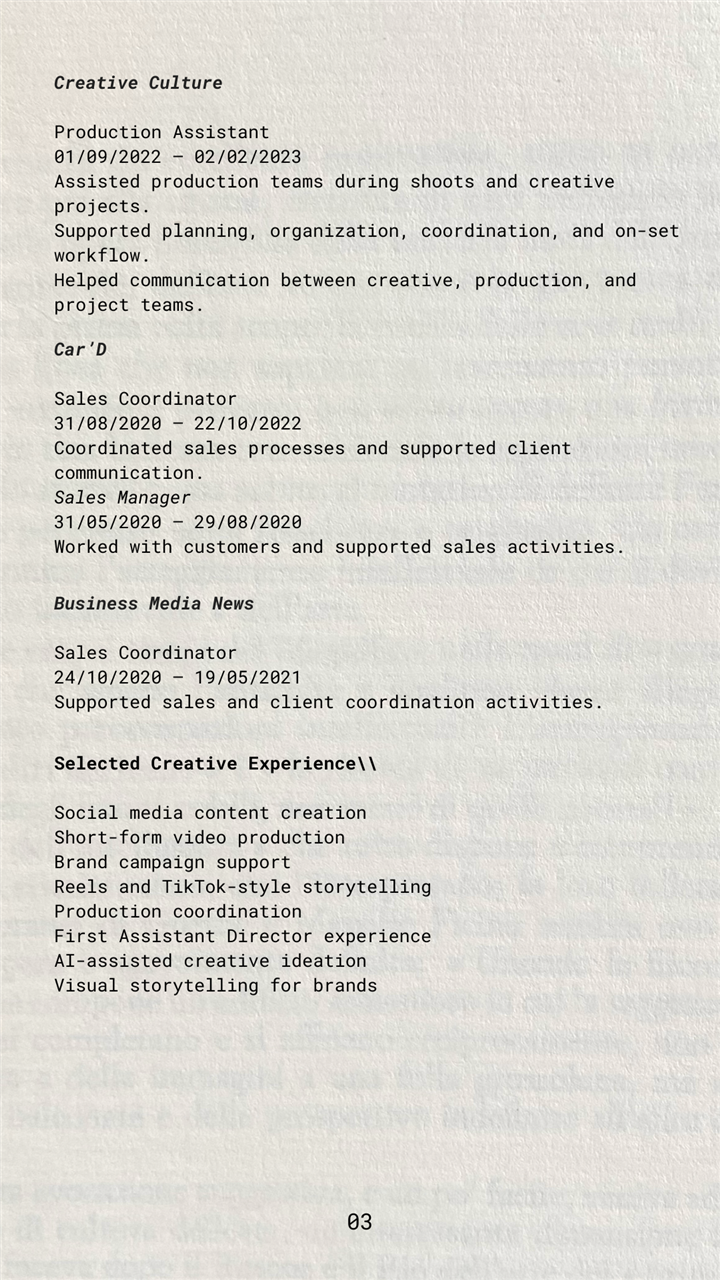 Creative Culture
Production Assistant
01/09/2022 – 02/02/2023
Assisted production teams during shoots and creative
projects.
Supported planning, organization, coordination, and on-set
workflow.
Helped communication between creative, production, and
project teams.
Car'D
Sales Coordinator
31/08/2020 – 22/10/2022
Coordinated sales processes and supported client
communication.
Sales Manager
31/05/2020 – 29/08/2020
Worked with customers and supported sales activities.
Business Media News
Sales Coordinator
24/10/2020 – 19/05/2021
Supported sales and client coordination activities.
Selected Creative Experience\\
Social media content creation
Short-form video production
Brand campaign support
Reels and TikTok-style storytelling
Production coordination
First Assistant Director experience
AI-assisted creative ideation
Visual storytelling for brands
03